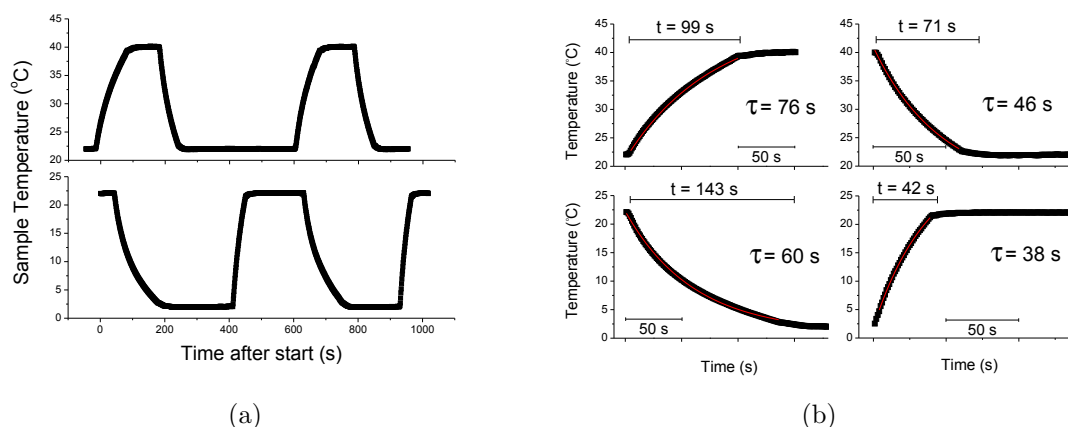 45
40
35
30
25
20
25
20
15
10
5
0
0 200 400 600 800 1000
Sample Temperature (°C)
Time after start (s)
(a)
t = 99 s
45
40
35
30
25
20
Temperature (°C)
τ = 76 s
50 s
t = 71 s
45
40
35
30
25
20
τ = 46 s
50 s
t = 143 s
25
20
15
10
5
0
Temperature (°C)
τ = 60 s
50 s
Time (s)
t = 42 s
25
20
15
10
5
0
τ = 38 s
50 s
Time (s)
(b)